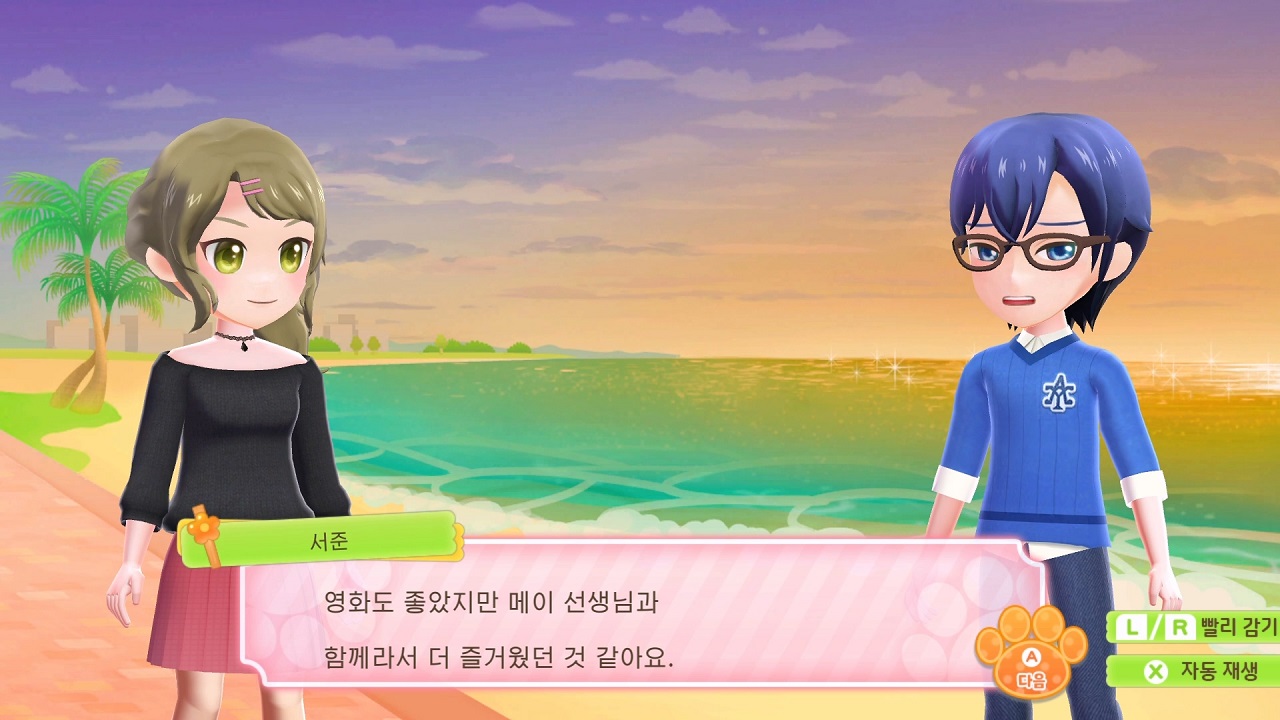 서준
영화도 좋았지만 메이 선생님과
함께라서 더 즐거웠던 것 같아요.
A
다음
L/R 빨리 감기
X 자동 재생